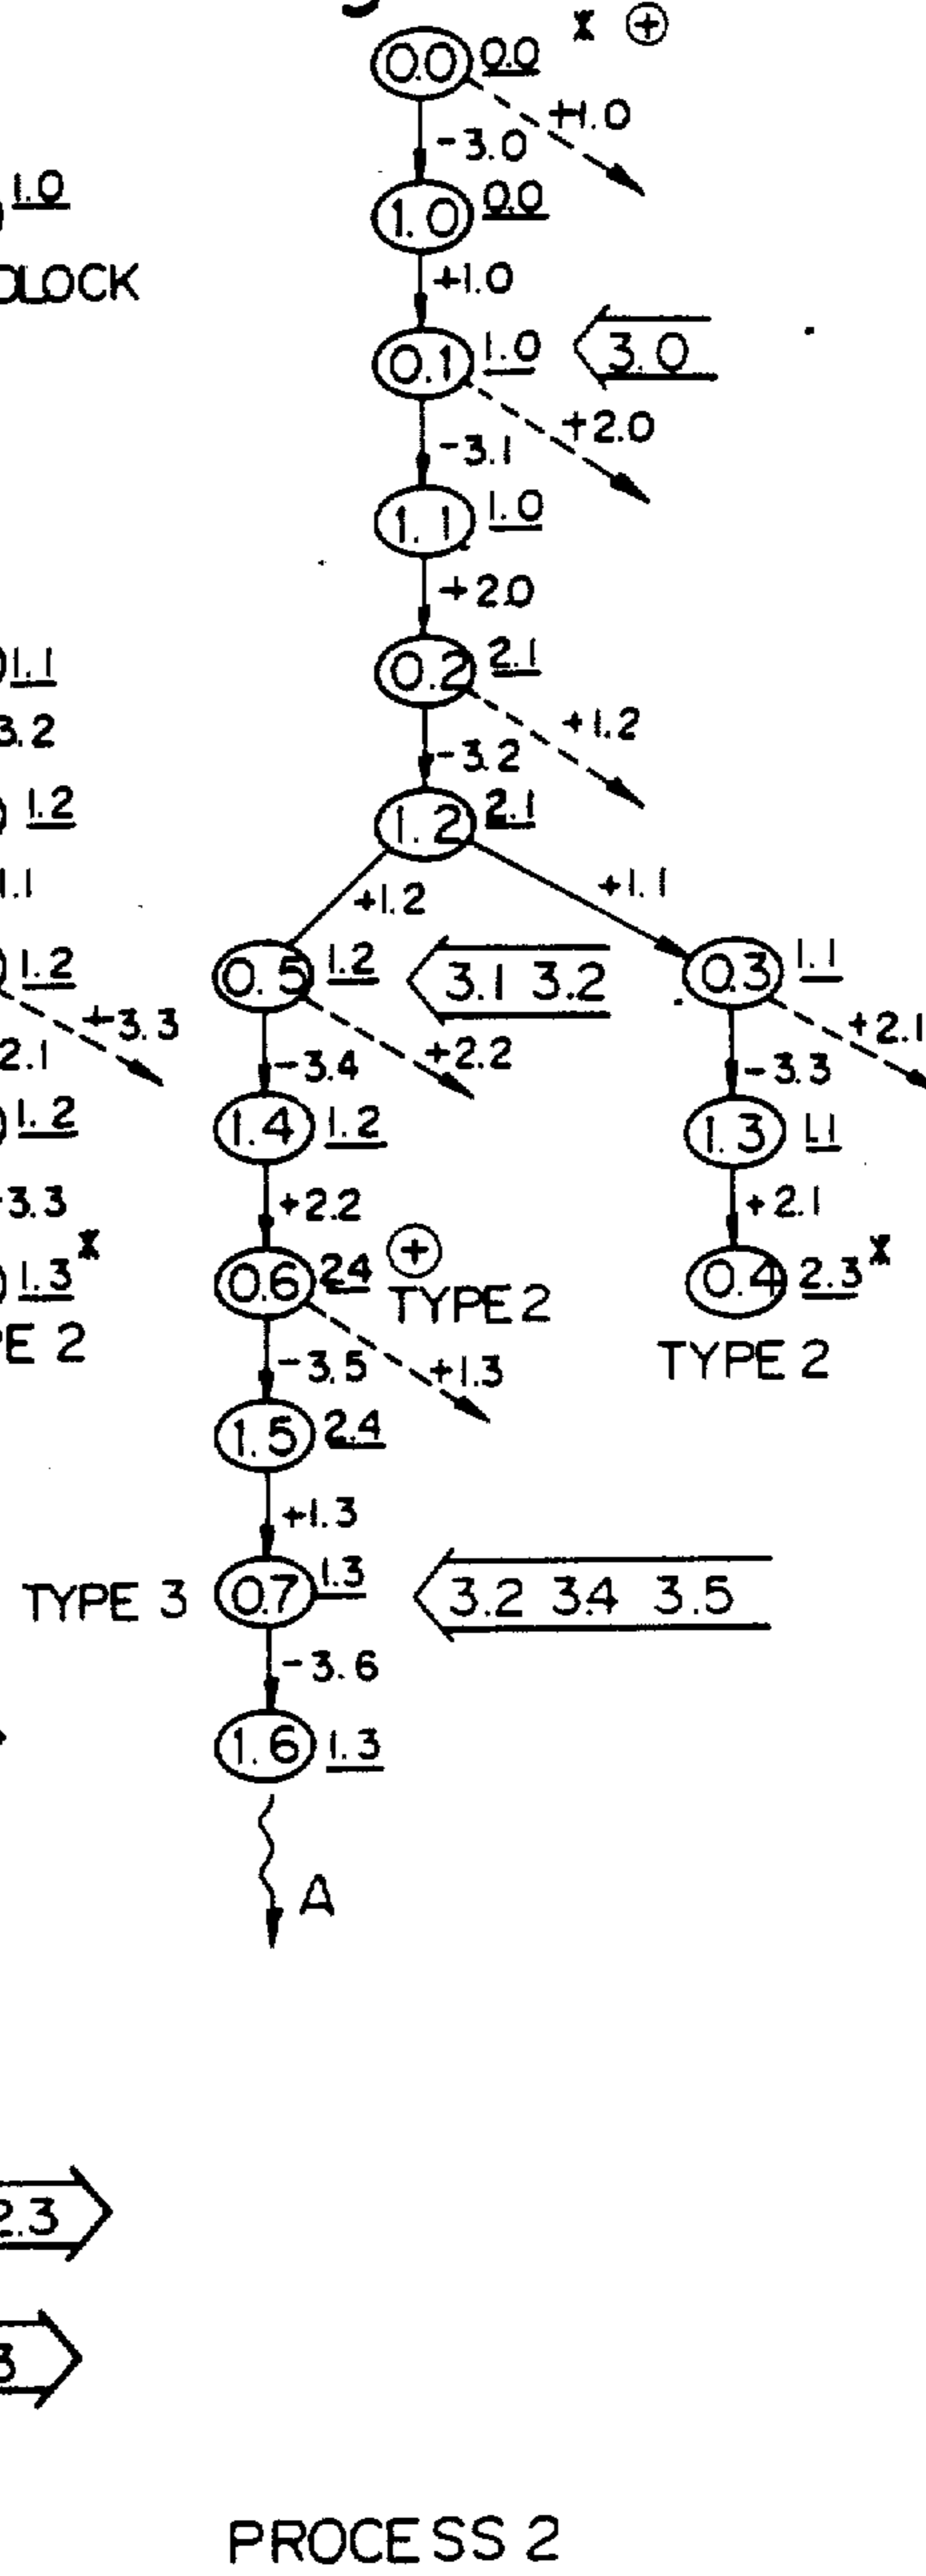 0.0 0.0 * ⊕
+1.0
-3.0
1.0
1.0 0.0
DLOCK
+1.0
0.1 1.0 3.0
+2.0
-3.1
1.1 1.0
+2.0
1.1
0.2 2.1
3.2
+1.2
-3.2
1.2
1.2 2.1
1.1
+1.2 +1.1
1.2
0.5 1.2 3.1 3.2 0.3 1.1
+3.3
2.1
-3.4 +2.2 -3.3 +2.1
1.2
1.4 1.2 1.3 1.1
3.3
+2.2 +2.1
1.3 *
PE 2
0.6 2.4 ⊕ 0.4 2.3 *
TYPE 2
TYPE 2
-3.5 +1.3
1.5 2.4
+1.3
TYPE 3 0.7 1.3 3.2 3.4 3.5
-3.6
1.6 1.3
A
2.3
3
PROCESS 2